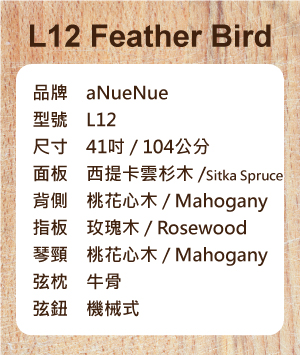 L12 Feather Bird
品牌 aNueNue
型號 L12
尺寸 41吋 / 104公分
面板 西提卡雲杉木 /Sitka Spruce
背側 桃花心木 / Mahogany
指板 玫瑰木 / Rosewood
琴頸 桃花心木 / Mahogany
弦枕 牛骨
弦鈕 機械式